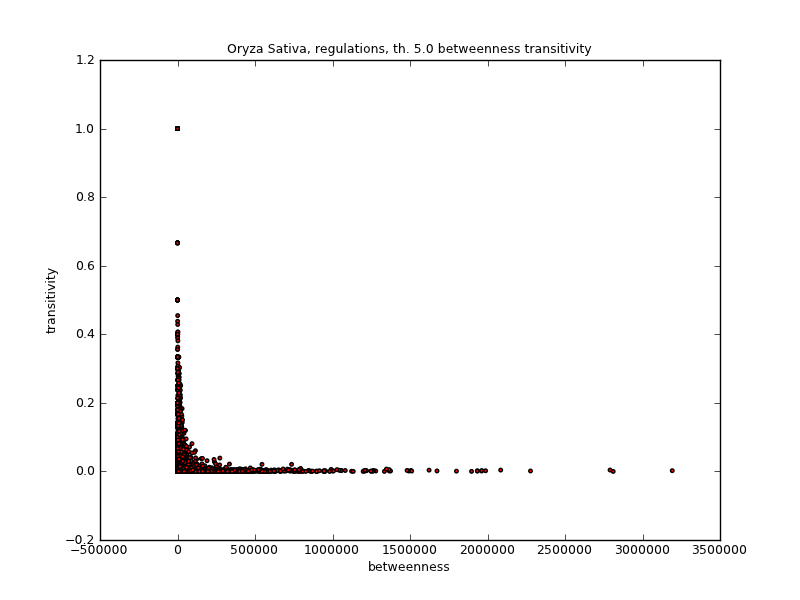 Oryza Sativa, regulations, th. 5.0 betweenness transitivity
1.2
1.0
0.8
0.6
0.4
0.2
0.0
−0.2
transitivity
−500000 0 500000 1000000 1500000 2000000 2500000 3000000 3500000
betweenness